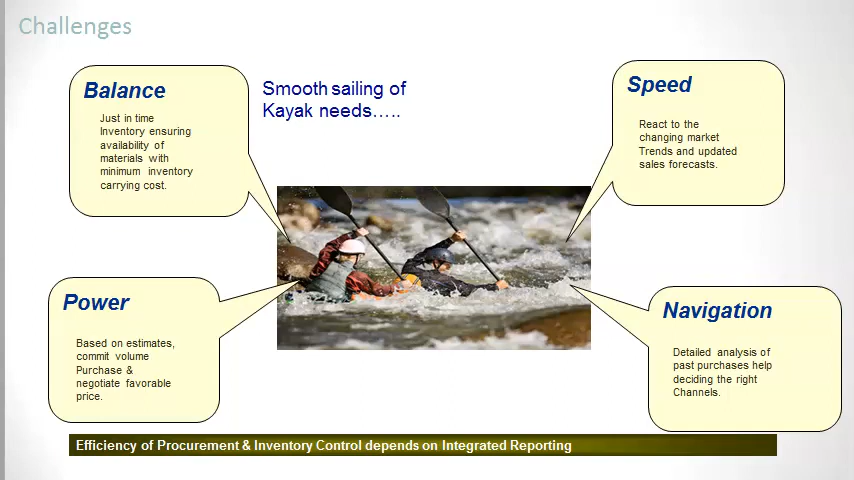 Challenges
Balance
Just in time
Inventory ensuring
availability of
materials with
minimum inventory
carrying cost.
Smooth sailing of
Kayak needs…..
Speed
React to the
changing market
Trends and updated
sales forecasts.
Power
Based on estimates,
commit volume
Purchase &
negotiate favorable
price.
Navigation
Detailed analysis of
past purchases help
deciding the right
Channels.
Efficiency of Procurement & Inventory Control depends on Integrated Reporting